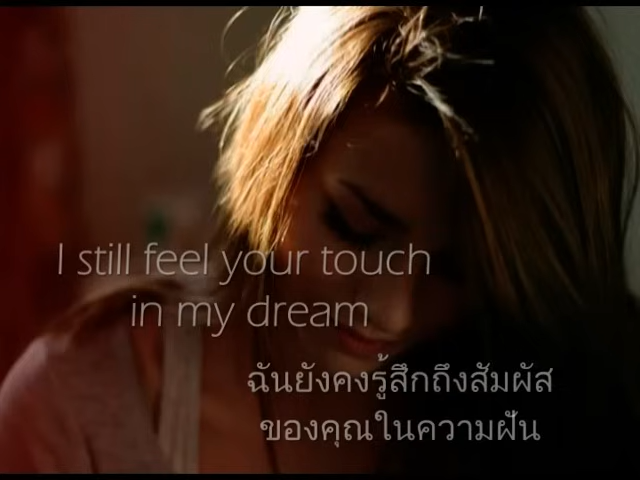 I still feel your touch
in my dream
ฉันยังคงรู้สึกถึงสัมผัส
ของคุณในความฝัน